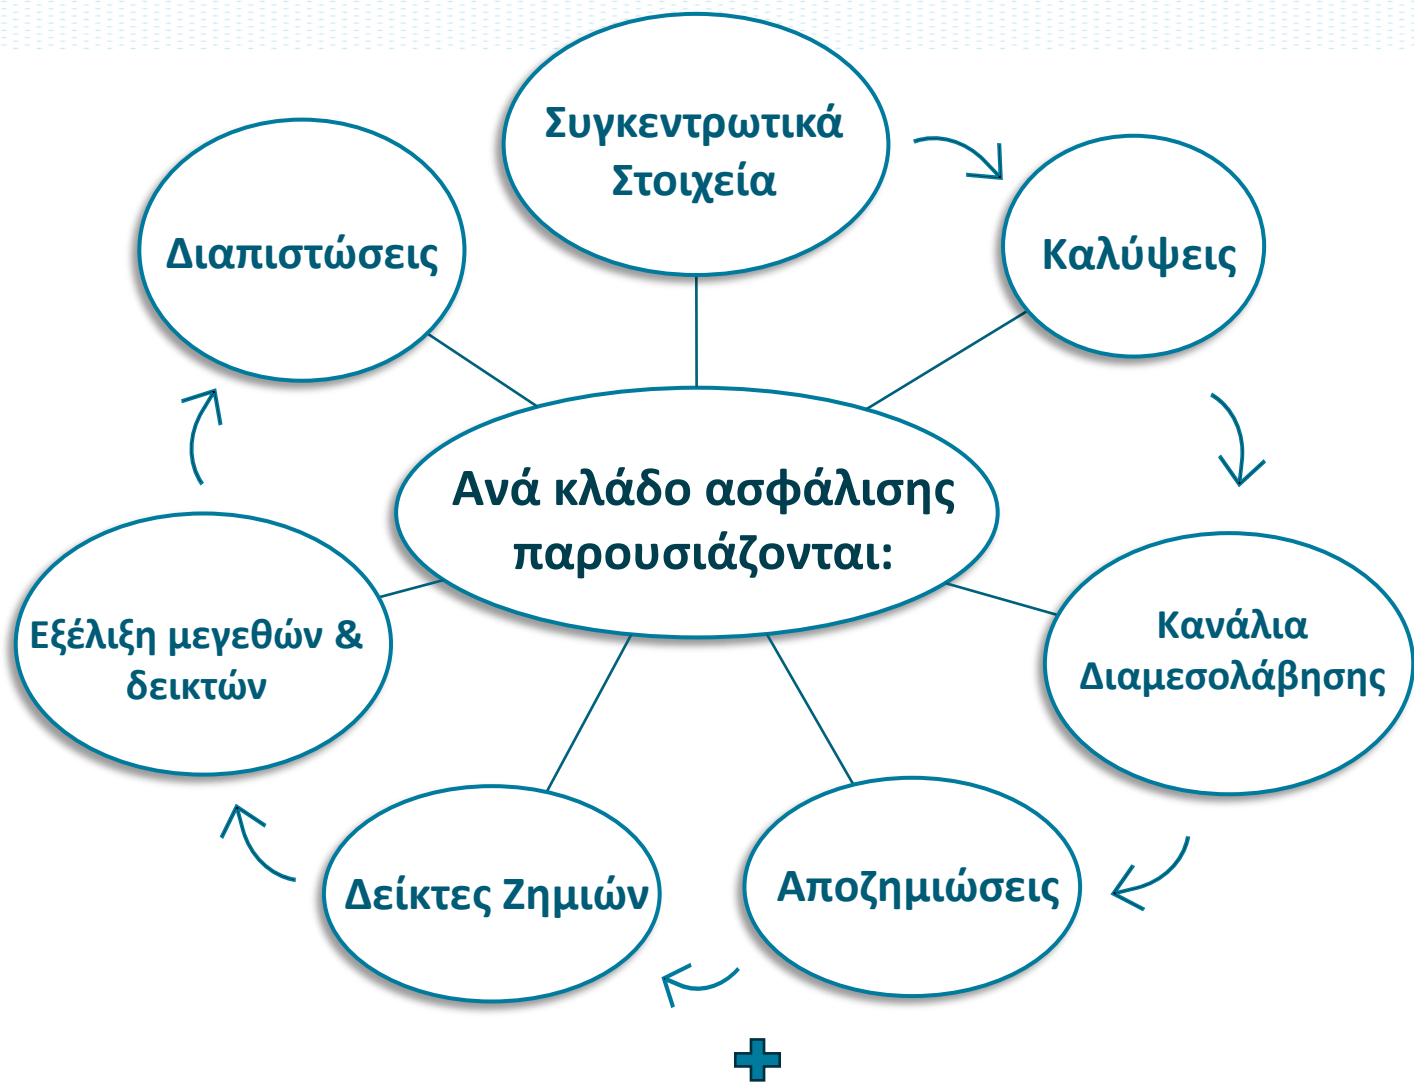 Συγκεντρωτικά
Στοιχεία
Καλύψεις
Κανάλια
Διαμεσολάβησης
Αποζημιώσεις
Δείκτες Ζημιών
Εξέλιξη μεγεθών &
δεικτών
Διαπιστώσεις
Ανά κλάδο ασφάλισης
παρουσιάζονται: